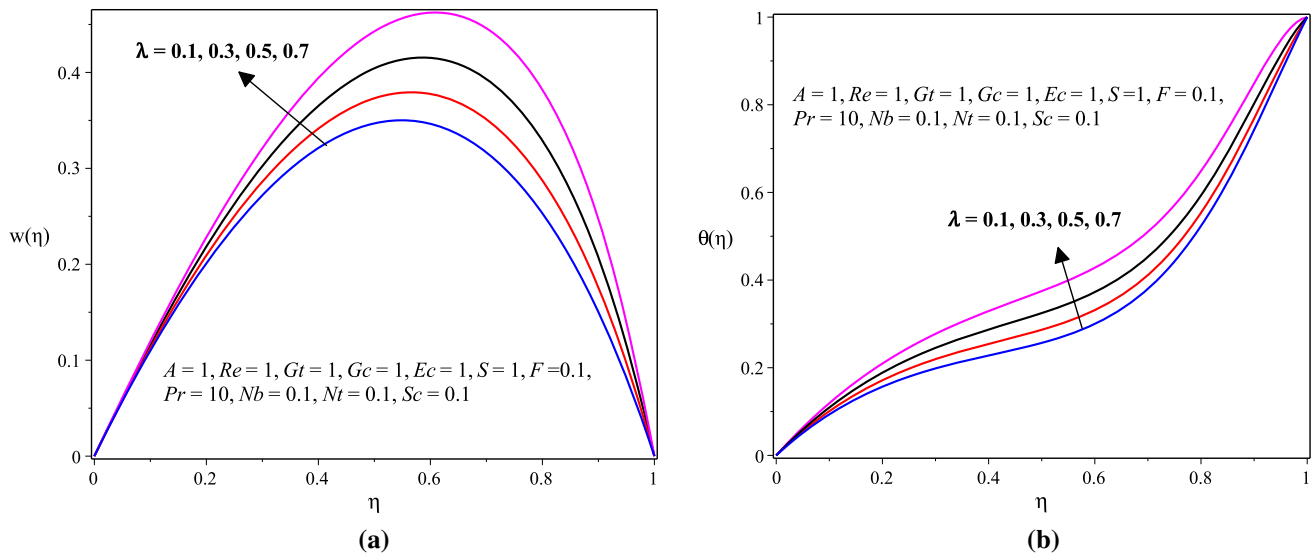 λ = 0.1, 0.3, 0.5, 0.7
0.4
0.3
w(η)
0.2
0.1
0
A = 1, Re = 1, Gt = 1, Gc = 1, Ec = 1, S = 1, F =0.1,
Pr = 10, Nb = 0.1, Nt = 0.1, Sc = 0.1
0 0.2 0.4 0.6 0.8 1
η
(a)
1
A = 1, Re = 1, Gt = 1, Gc = 1, Ec = 1, S =1, F = 0.1,
Pr = 10, Nb = 0.1, Nt = 0.1, Sc = 0.1
0.8
0.6
λ = 0.1, 0.3, 0.5, 0.7
θ(η)
0.4
0.2
0
0 0.2 0.4 0.6 0.8 1
η
(b)